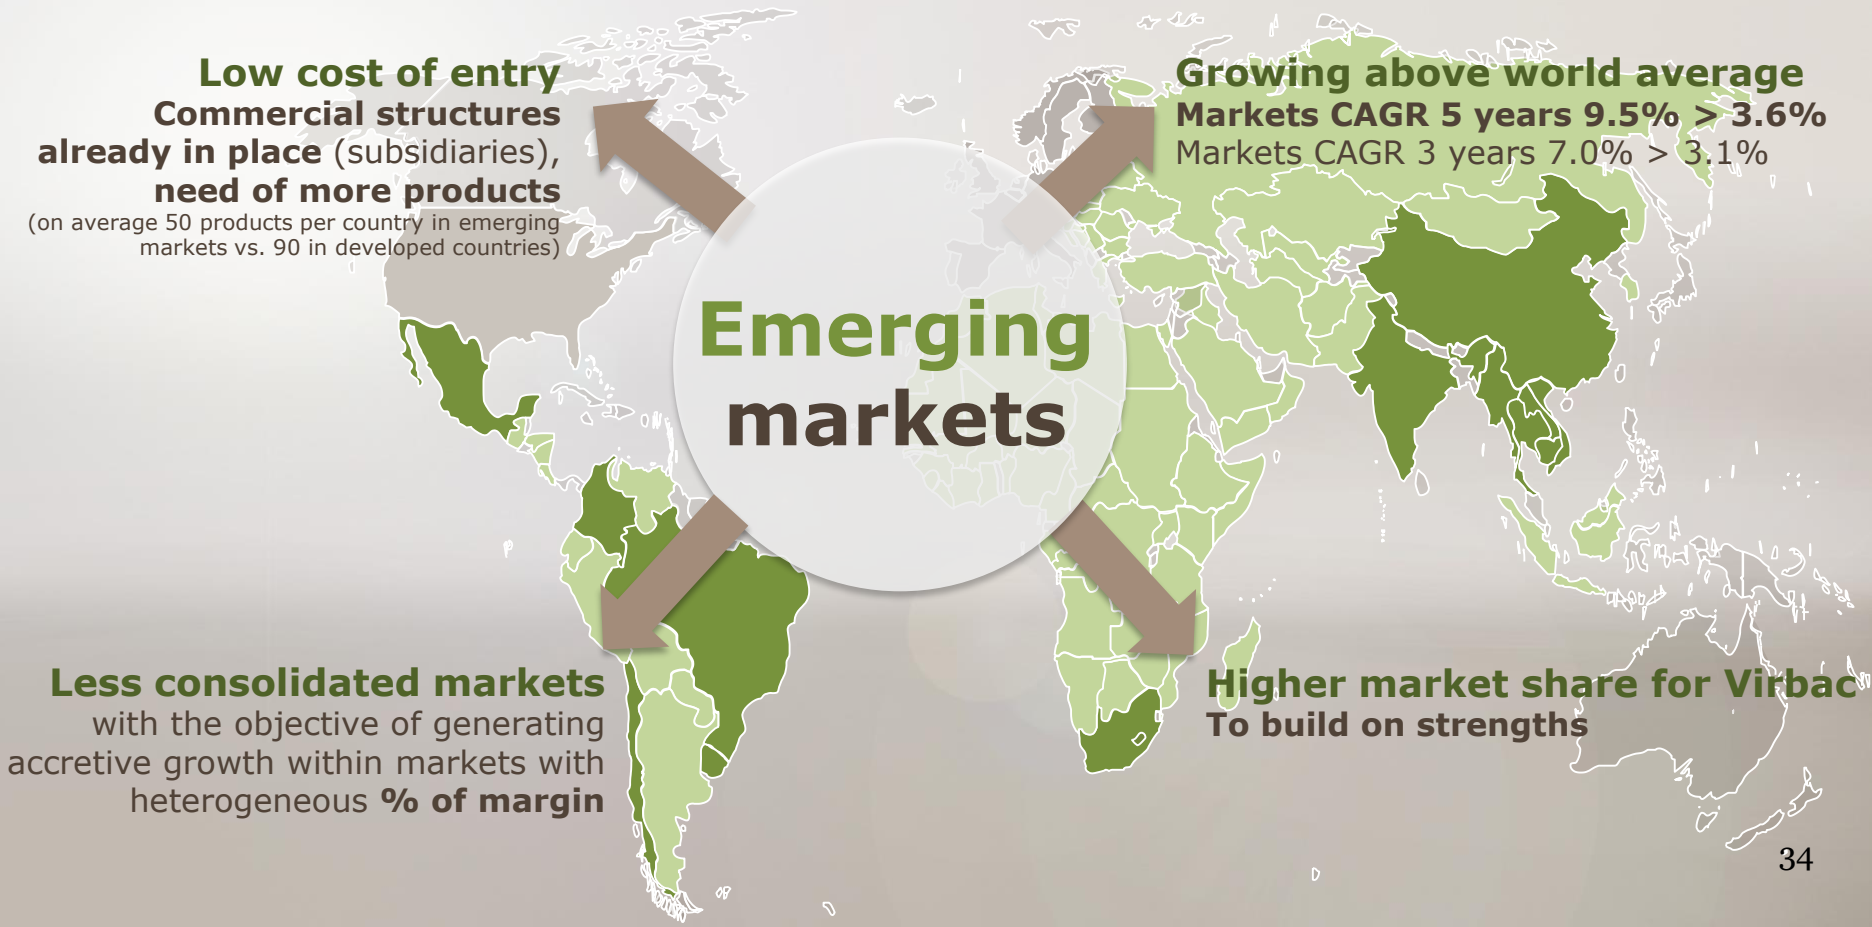 Low cost of entry
Commercial structures
already in place (subsidiaries),
need of more products
(on average 50 products per country in emerging
markets vs. 90 in developed countries)
Growing above world average
Markets CAGR 5 years 9.5% > 3.6%
Markets CAGR 3 years 7.0% > 3.1%
Emerging
markets
Less consolidated markets
with the objective of generating
accretive growth within markets with
heterogeneous % of margin
Higher market share for Virbac
To build on strengths
34